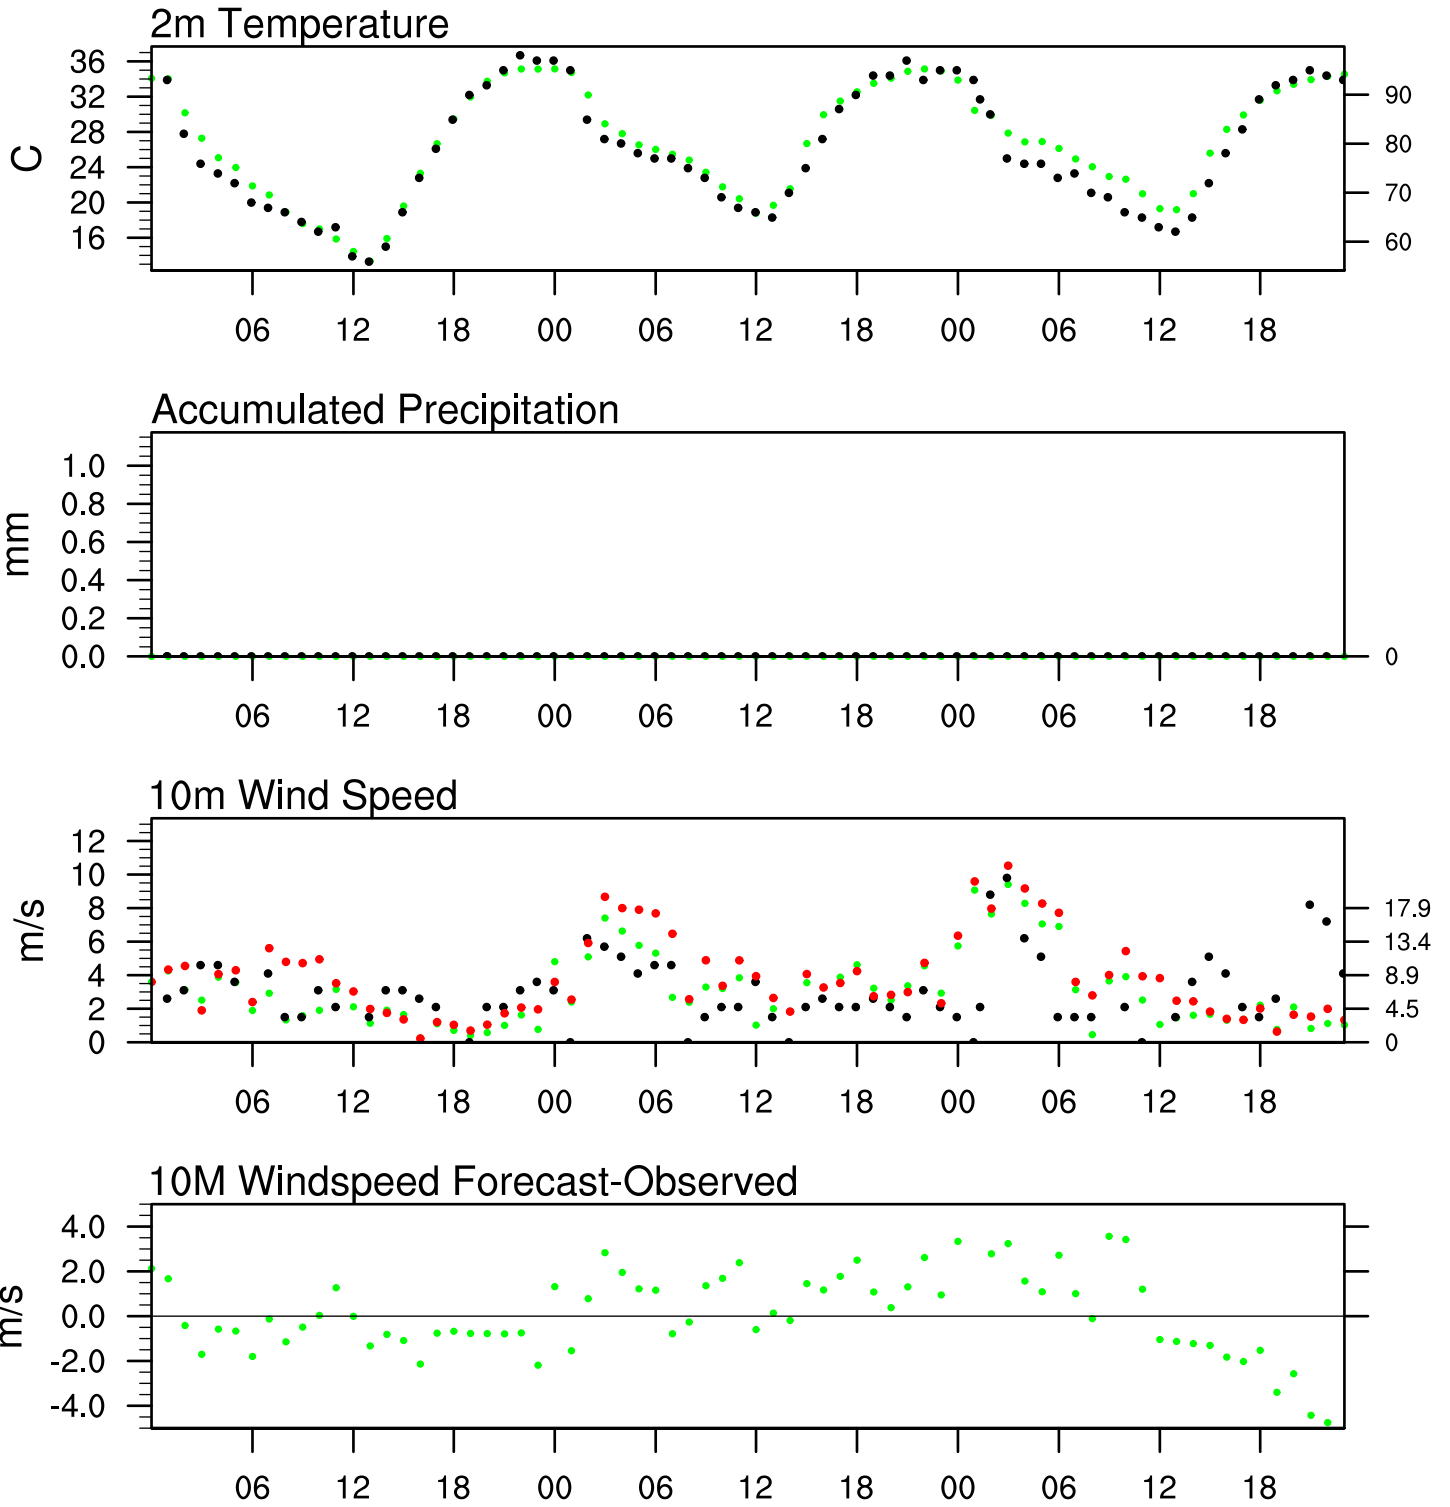 2m Temperature
C
36
32
28
24
20
16
90
80
70
60
06 12 18 00 06 12 18 00 06 12 18
Accumulated Precipitation
mm
1.0
0.8
0.6
0.4
0.2
0.0
0
06 12 18 00 06 12 18 00 06 12 18
10m Wind Speed
m/s
12
10
8
6
4
2
0
17.9
13.4
8.9
4.5
0
06 12 18 00 06 12 18 00 06 12 18
10M Windspeed Forecast-Observed
m/s
4.0
2.0
0.0
-2.0
-4.0
06 12 18 00 06 12 18 00 06 12 18